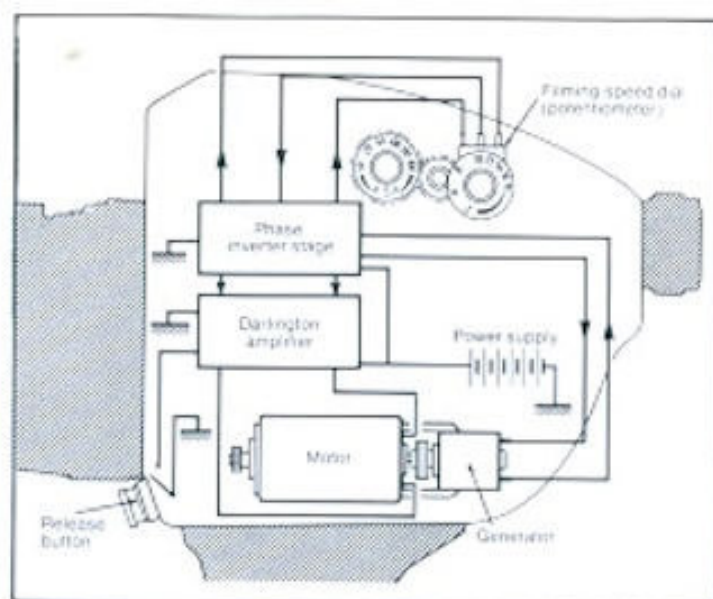 Filming speed dial
(potentiometer)
Phase
inverter stage
Darlington
amplifier
Power supply
Motor
Generator
Release
button